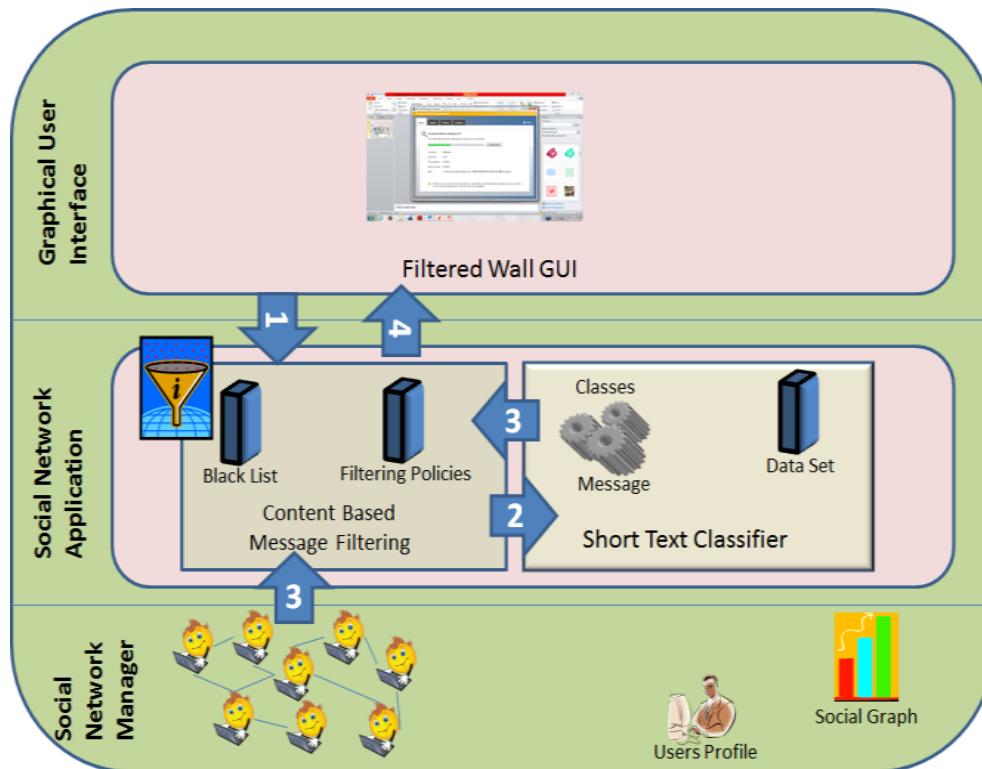 Graphical User
Interface
Filtered Wall GUI
1
4
Social Network
Application
i
Black List
Filtering Policies
Content Based
Message Filtering
3
2
Classes
Message
Data Set
Short Text Classifier
3
Social
Network
Manager
Users Profile
Social Graph